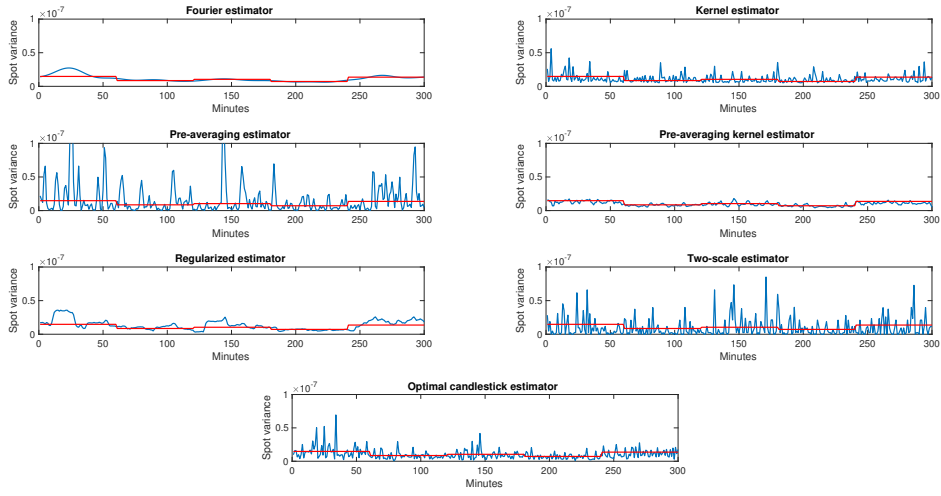 Fourier estimator
×10^-7
Spot variance
1
0.5
0
0 50 100 150 200 250 300
Minutes
Kernel estimator
×10^-7
Spot variance
1
0.5
0
0 50 100 150 200 250 300
Minutes
Pre-averaging estimator
×10^-7
Spot variance
1
0.5
0
0 50 100 150 200 250 300
Minutes
Pre-averaging kernel estimator
×10^-7
Spot variance
1
0.5
0
0 50 100 150 200 250 300
Minutes
Regularized estimator
×10^-7
Spot variance
1
0.5
0
0 50 100 150 200 250 300
Minutes
Two-scale estimator
×10^-7
Spot variance
1
0.5
0
0 50 100 150 200 250 300
Minutes
Optimal candlestick estimator
×10^-7
Spot variance
1
0.5
0
0 50 100 150 200 250 300
Minutes